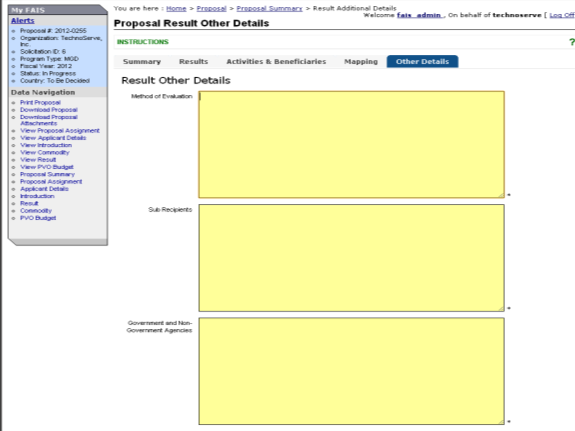 My FAIS
Alerts
Proposal #: 2012-0255
Organization: TechnoServe,
Inc.
Solicitation ID: 6
Program Type: MGD
Fiscal Year: 2012
Status: In Progress
Country: To Be Decided
Data Navigation
Print Proposal
Download Proposal
Download Proposal
Attachments
View Proposal Assignment
View Applicant Details
View Introduction
View Commodity
View Result
View PVO Budget
Proposal Summary
Proposal Assignment
Applicant Details
Introduction
Result
Commodity
PVO Budget
You are here : Home > Proposal > Proposal Summary > Result Additional Details
Welcome fais_admin , On behalf of technoserve [ Log Off
Proposal Result Other Details
INSTRUCTIONS ?
Summary Results Activities & Beneficiaries Mapping Other Details
Result Other Details
Method of Evaluation
Sub Recipients
Government and Non-
Government Agencies